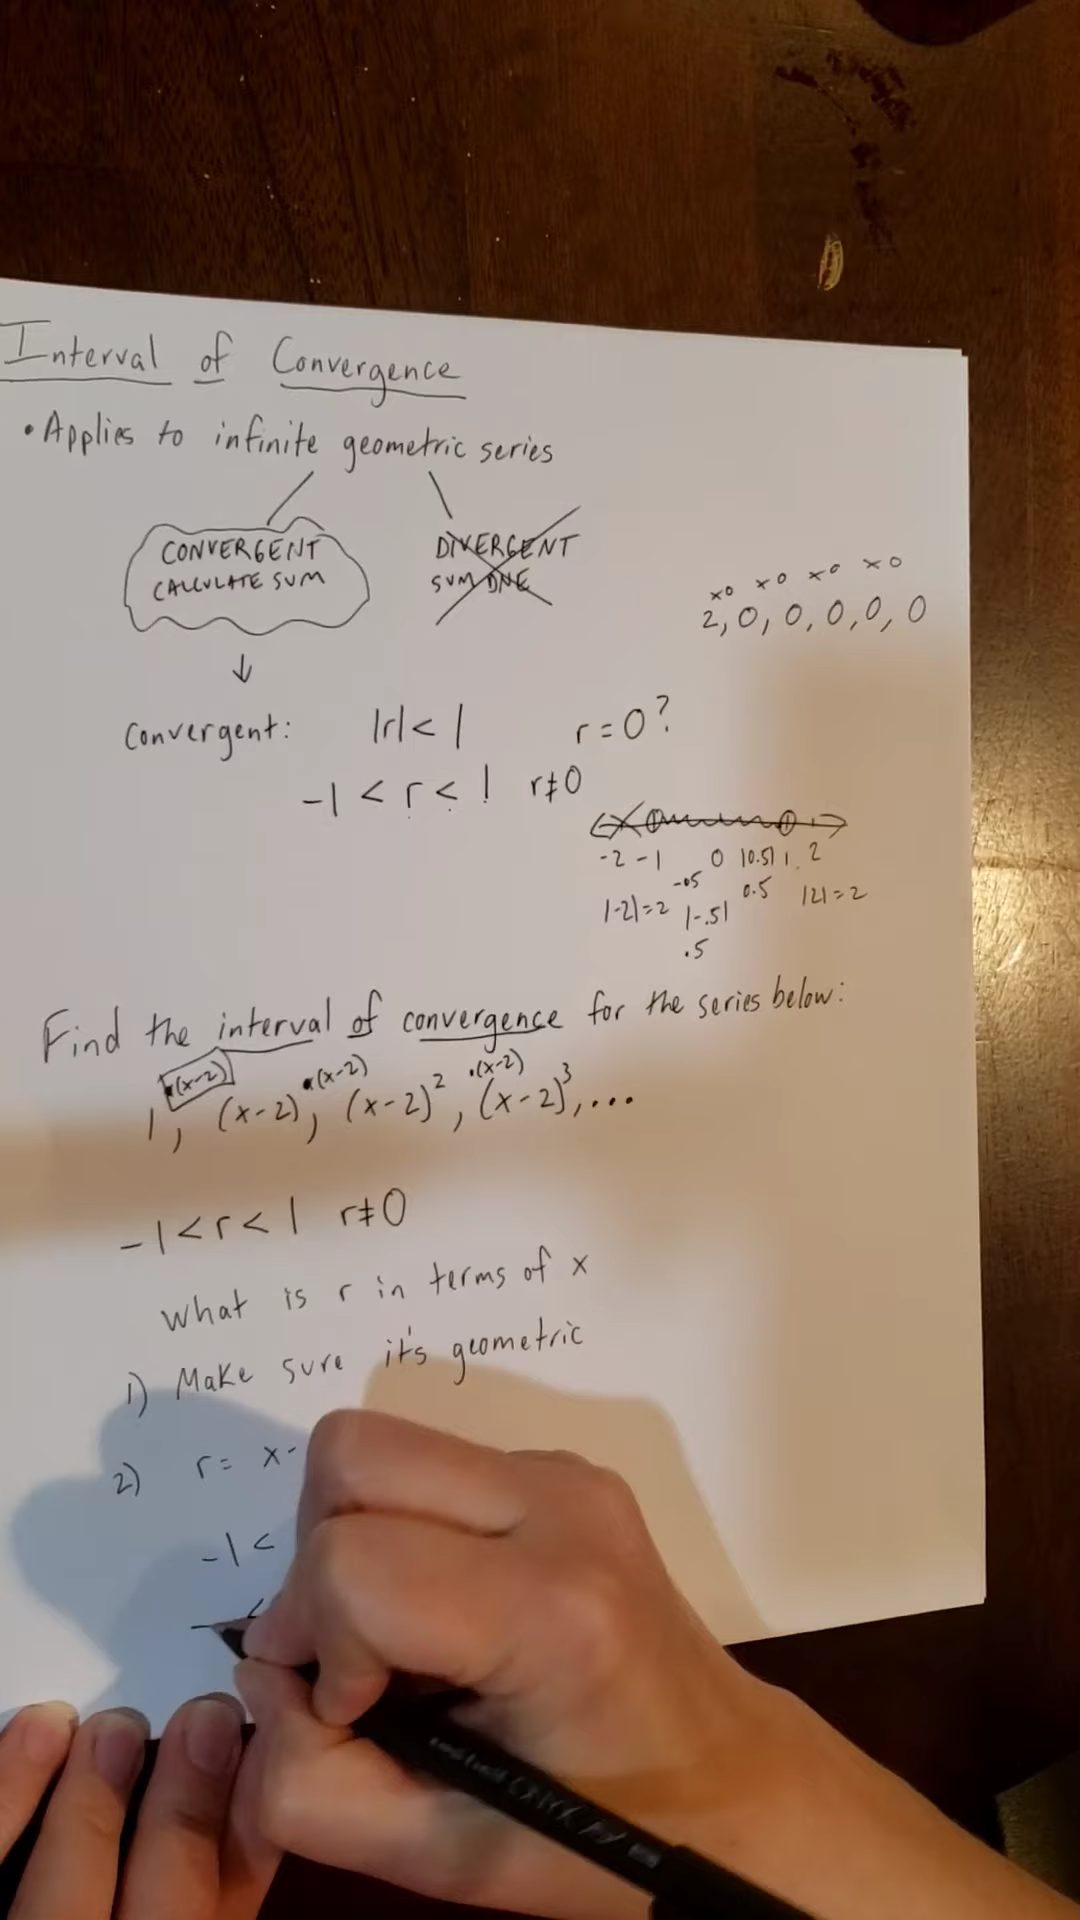 Interval of Convergence
• Applies to infinite geometric series
CONVERGENT
CALCULATE SUM
DIVERGENT
SUM DNE
x0 x0 x0 x0
2, 0, 0, 0, 0, 0
↓
Convergent: |r| < 1
r = 0?
-1 < r < 1 r ≠ 0
-2 -1 0 |0.5| 1 2
-.05 0.5
|-2|=2 |-.5| |2|=2
.5
Find the interval of convergence for the series below:
•(x-2) •(x-2) •(x-2)
1, (x-2), (x-2)², (x-2)³, ...
-1 < r < 1 r ≠ 0
What is r in terms of x
1) Make sure it's geometric
2) r = x-
-1 <
<